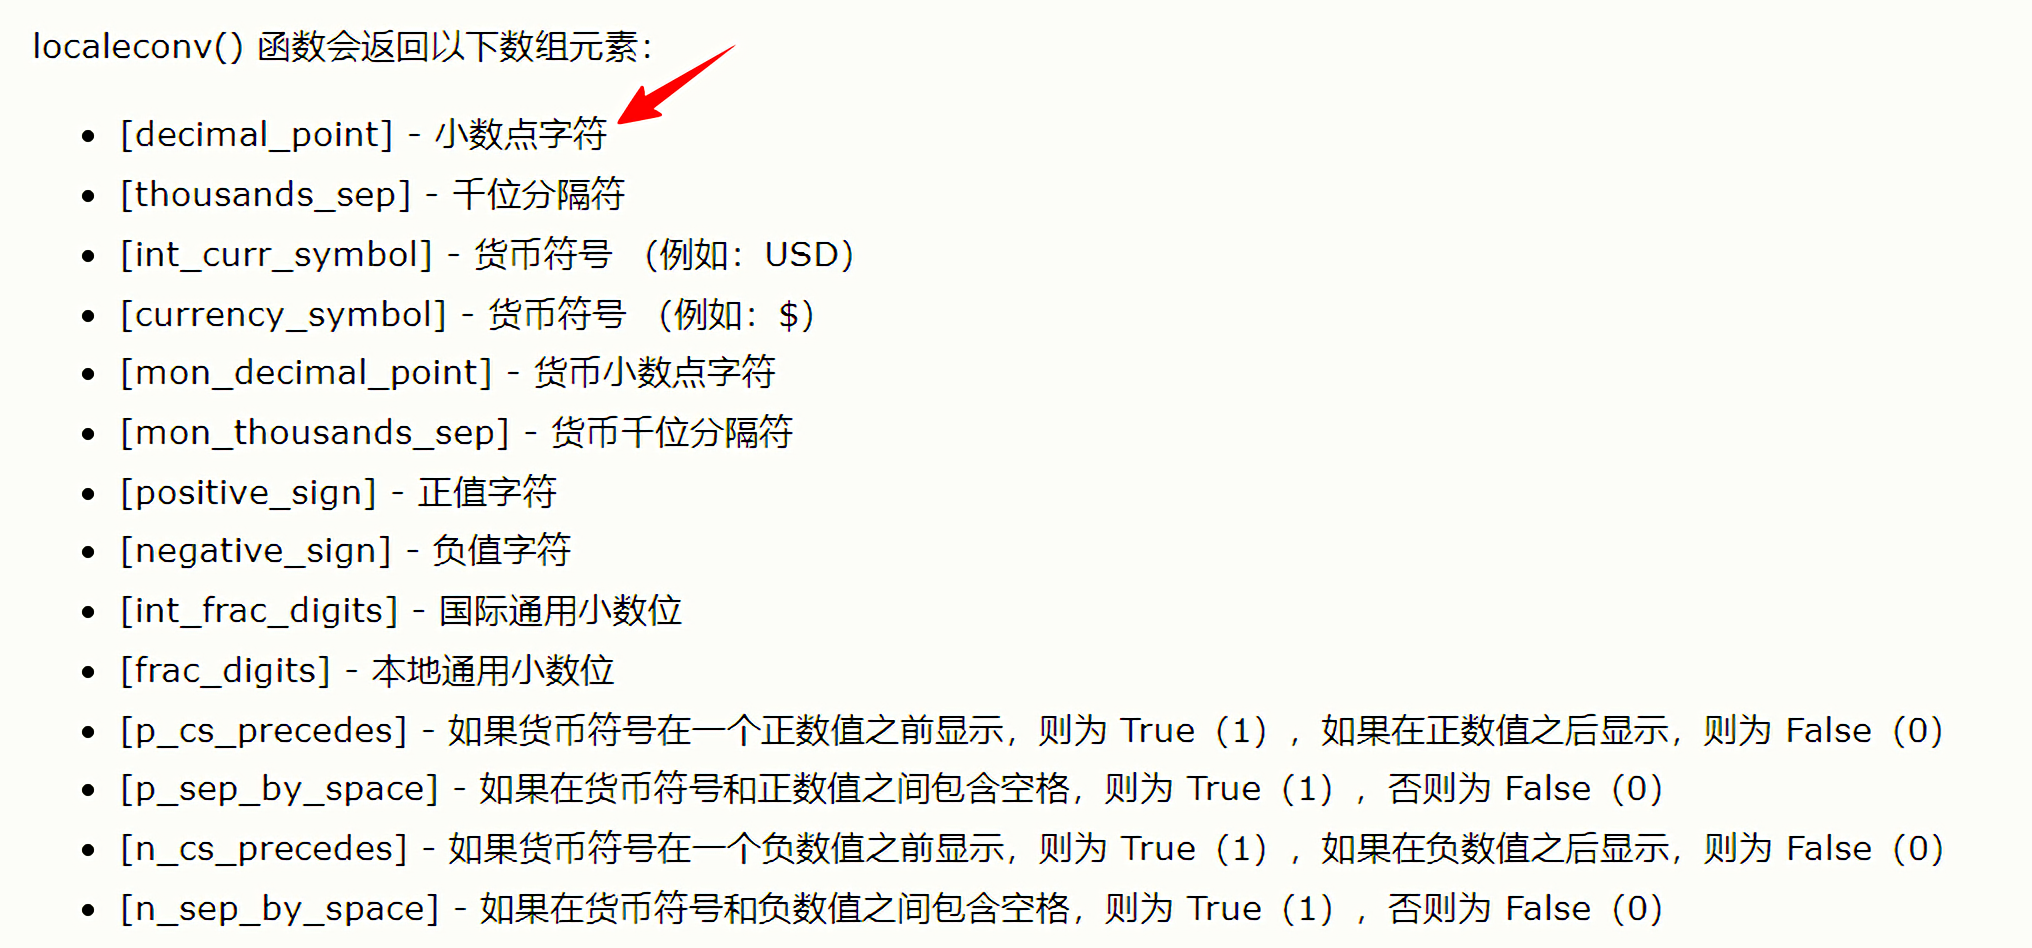 localeconv() 函数会返回以下数组元素：
• [decimal_point] - 小数点字符
• [thousands_sep] - 千位分隔符
• [int_curr_symbol] - 货币符号 （例如：USD）
• [currency_symbol] - 货币符号 （例如：$）
• [mon_decimal_point] - 货币小数点字符
• [mon_thousands_sep] - 货币千位分隔符
• [positive_sign] - 正值字符
• [negative_sign] - 负值字符
• [int_frac_digits] - 国际通用小数位
• [frac_digits] - 本地通用小数位
• [p_cs_precedes] - 如果货币符号在一个正数值之前显示，则为 True（1），如果在正数值之后显示，则为 False（0）
• [p_sep_by_space] - 如果在货币符号和正数值之间包含空格，则为 True（1），否则为 False（0）
• [n_cs_precedes] - 如果货币符号在一个负数值之前显示，则为 True（1），如果在负数值之后显示，则为 False（0）
• [n_sep_by_space] - 如果在货币符号和负数值之间包含空格，则为 True（1），否则为 False（0）